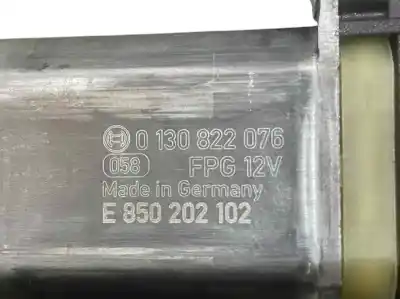 0 130 822 076
058 FPG 12V
Made in Germany
E 850 202 102